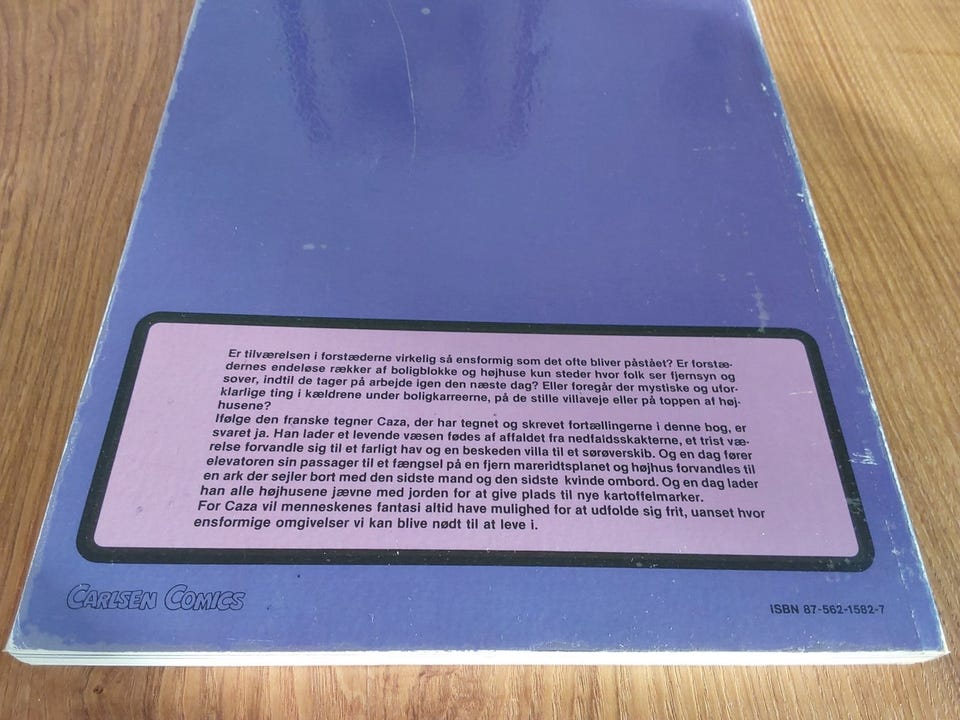 Er tilværelsen i forstæderne virkelig så ensformig som det ofte bliver påstået? Er forstæ-
dernes endeløse rækker af boligblokke og højhuse kun steder hvor folk ser fjernsyn og
sover, indtil de tager på arbejde igen den næste dag? Eller foregår der mystiske og ufor-
klarlige ting i kældrene under boligkarreerne, på de stille villaveje eller på toppen af høj-
husene?
Ifølge den franske tegner Caza, der har tegnet og skrevet fortællingerne i denne bog, er
svaret ja. Han lader et levende væsen fødes af affaldet fra nedfaldsskakterne, et trist væ-
relse forvandle sig til et farligt hav og en beskeden villa til et sørøverskib. Og en dag fører
elevatoren sin passager til et fængsel på en fjern mareridtsplanet og højhus forvandles til
en ark der sejler bort med den sidste mand og den sidste kvinde ombord. Og en dag lader
han alle højhusene jævne med jorden for at give plads til nye kartoffelmarker.
For Caza vil menneskenes fantasi altid have mulighed for at udfolde sig frit, uanset hvor
ensformige omgivelser vi kan blive nødt til at leve i.
CARLSEN COMICS
ISBN 87-562-1582-7